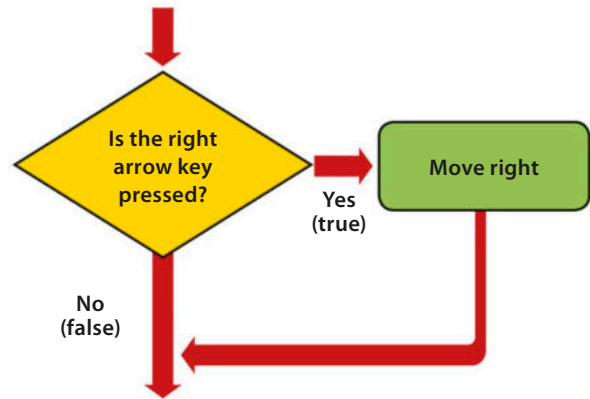 Is the right
arrow key
pressed?
Move right
Yes
(true)
No
(false)